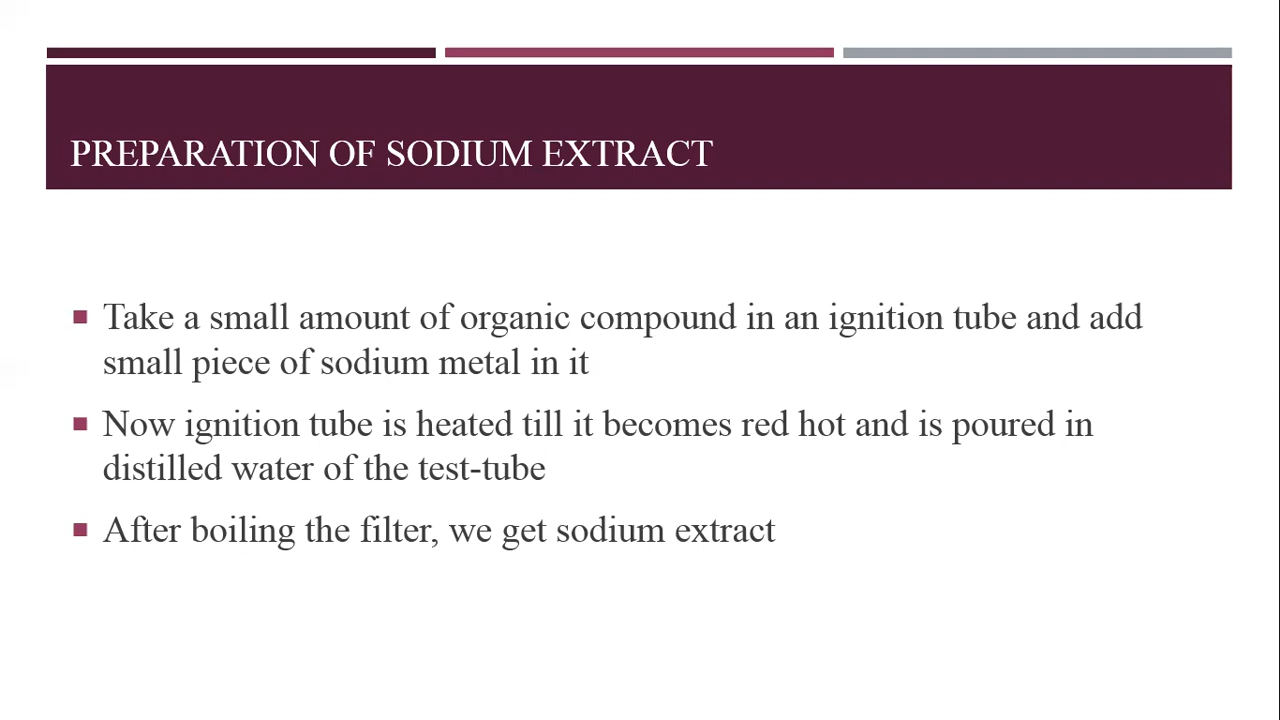 PREPARATION OF SODIUM EXTRACT
Take a small amount of organic compound in an ignition tube and add
small piece of sodium metal in it
Now ignition tube is heated till it becomes red hot and is poured in
distilled water of the test-tube
After boiling the filter, we get sodium extract